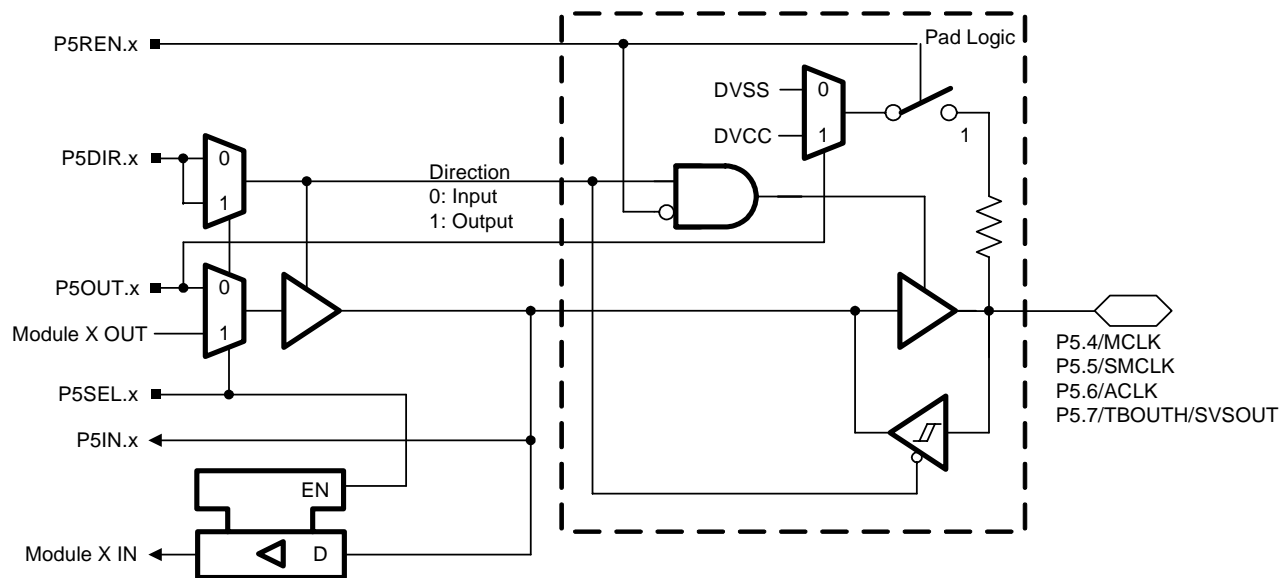 P5REN.x
Pad Logic
DVSS
0
DVCC
1
1
P5DIR.x
0
1
Direction
0: Input
1: Output
P5OUT.x
0
Module X OUT
1
P5.4/MCLK
P5.5/SMCLK
P5.6/ACLK
P5.7/TBOUTH/SVSOUT
P5SEL.x
P5IN.x
EN
Module X IN
D